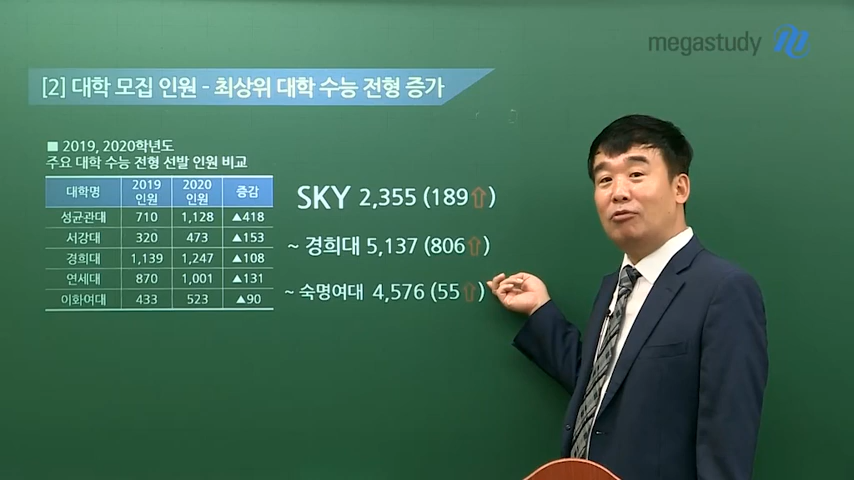 megastudy
[2] 대학 모집 인원 - 최상위 대학 수능 전형 증가
■ 2019, 2020학년도
주요 대학 수능 전형 선발 인원 비교
대학명 2019 인원 2020 인원 증감
성균관대 710 1,128 ▲418
서강대 320 473 ▲153
경희대 1,139 1,247 ▲108
연세대 870 1,001 ▲131
이화여대 433 523 ▲90
SKY 2,355 (189⇧)
~ 경희대 5,137 (806⇧)
~ 숙명여대 4,576 (55⇧)